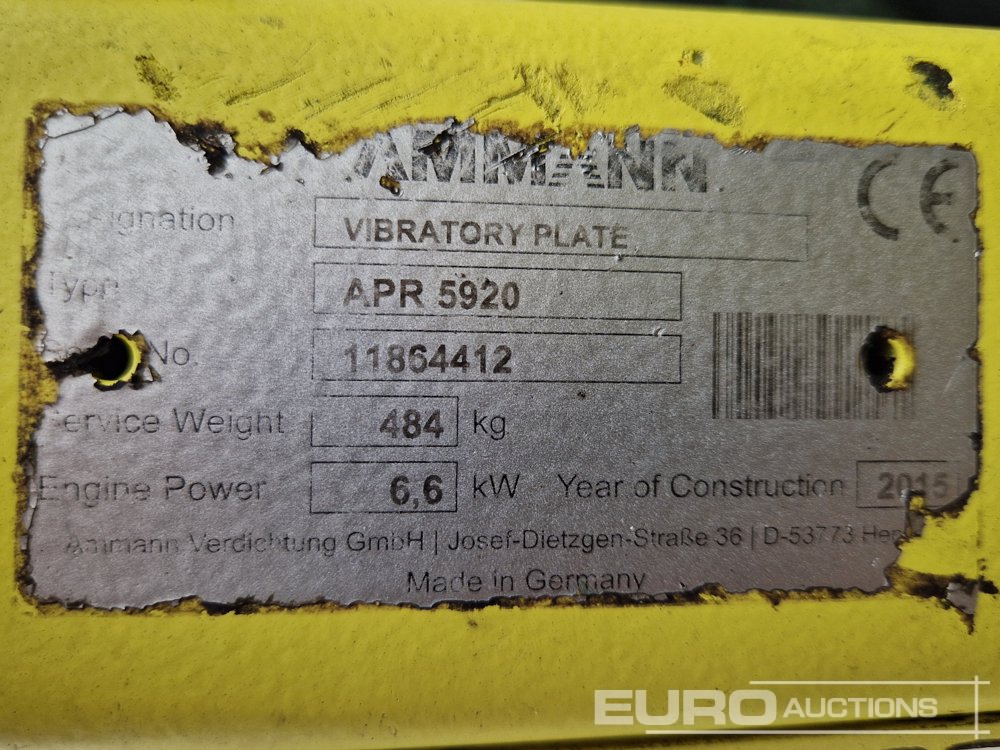 AMMANN
CE
ignation VIBRATORY PLATE
Type APR 5920
No. 11864412
Service Weight 484 kg
Engine Power 6,6 kW Year of Construction 2015
Ammann Verdichtung GmbH | Josef-Dietzgen-Straße 36 | D-53773
Made in Germany
EURO AUCTIONS